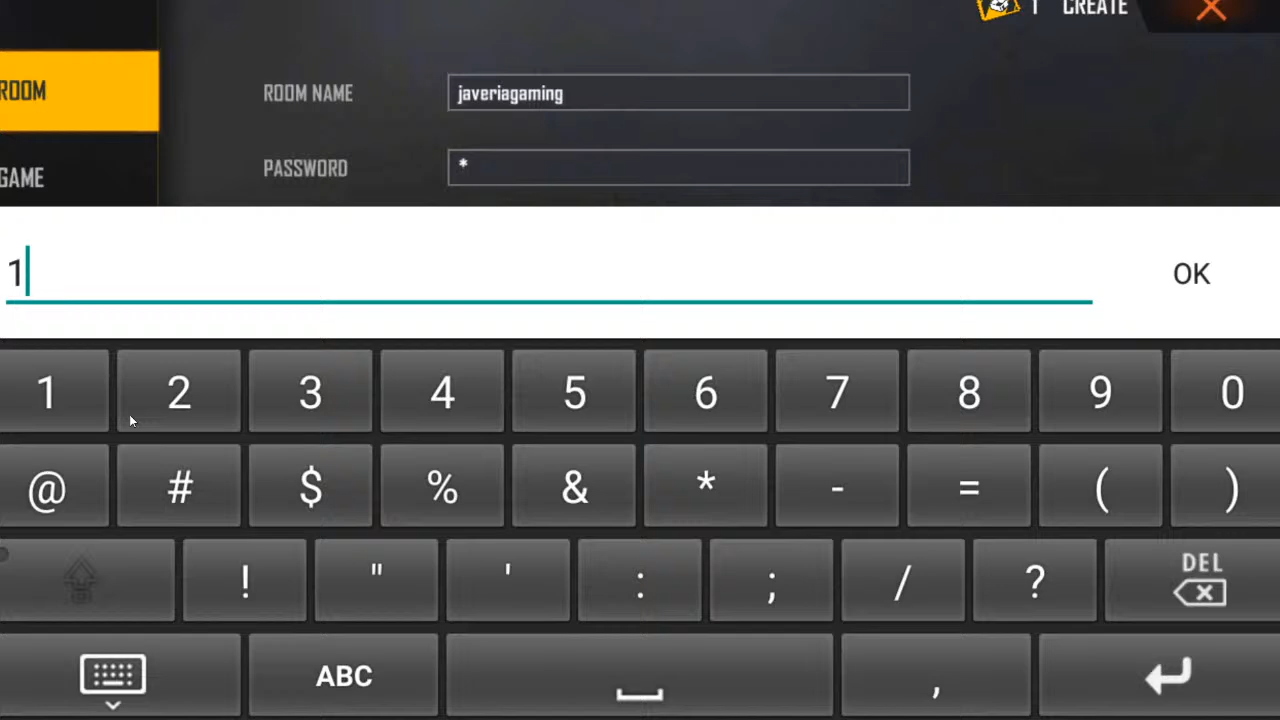 1 CREATE
ROOM
ROOM NAME javeriagaming
PASSWORD *
GAME
1 OK
1 2 3 4 5 6 7 8 9 0
@ # $ % & * - = ( )
! " ' : ; / ? DEL
ABC ,